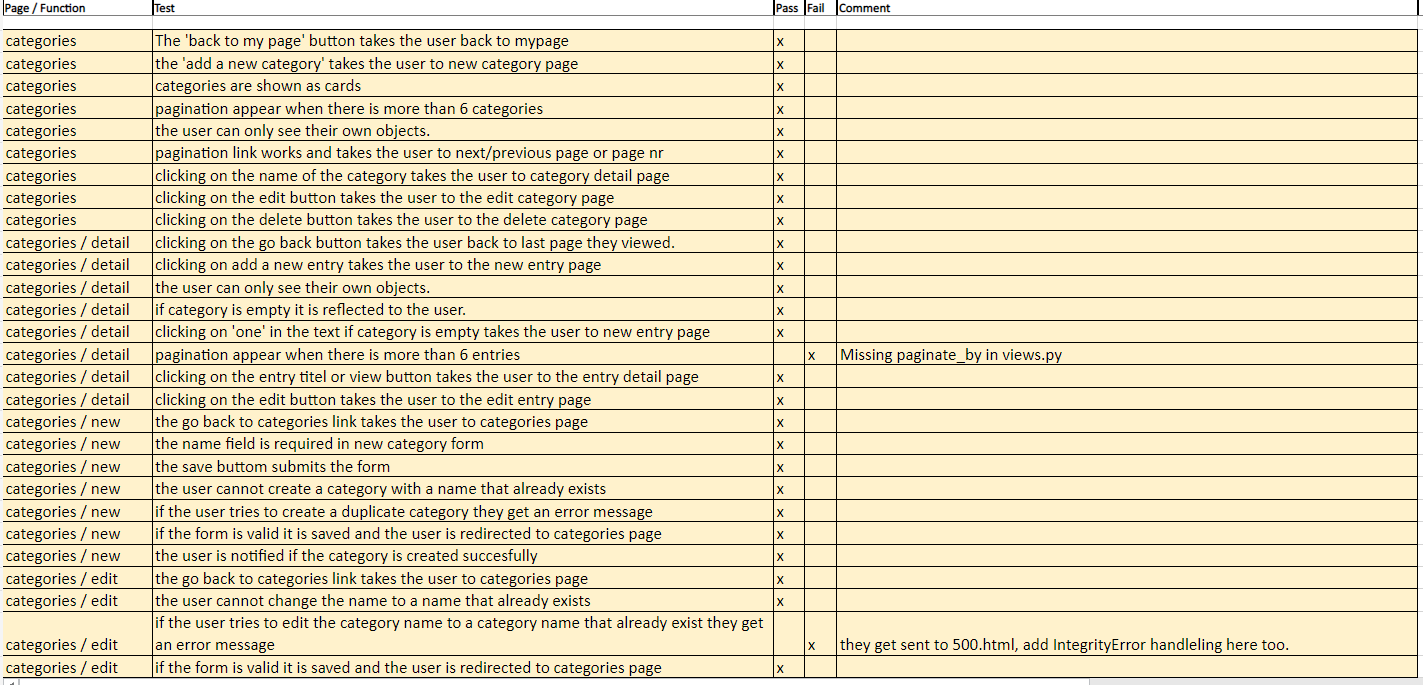 Page / Function Test Pass Fail Comment
categories The 'back to my page' button takes the user back to mypage x
categories the 'add a new category' takes the user to new category page x
categories categories are shown as cards x
categories pagination appear when there is more than 6 categories x
categories the user can only see their own objects. x
categories pagination link works and takes the user to next/previous page or page nr x
categories clicking on the name of the category takes the user to category detail page x
categories clicking on the edit button takes the user to the edit category page x
categories clicking on the delete button takes the user to the delete category page x
categories / detail clicking on the go back button takes the user back to last page they viewed. x
categories / detail clicking on add a new entry takes the user to the new entry page x
categories / detail the user can only see their own objects. x
categories / detail if category is empty it is reflected to the user. x
categories / detail clicking on 'one' in the text if category is empty takes the user to new entry page x
categories / detail pagination appear when there is more than 6 entries x Missing paginate_by in views.py
categories / detail clicking on the entry titel or view button takes the user to the entry detail page x
categories / detail clicking on the edit button takes the user to the edit entry page x
categories / new the go back to categories link takes the user to categories page x
categories / new the name field is required in new category form x
categories / new the save buttom submits the form x
categories / new the user cannot create a category with a name that already exists x
categories / new if the user tries to create a duplicate category they get an error message x
categories / new if the form is valid it is saved and the user is redirected to categories page x
categories / new the user is notified if the category is created succesfully x
categories / edit the go back to categories link takes the user to categories page x
categories / edit the user cannot change the name to a name that already exists x
if the user tries to edit the category name to a category name that already exist they get
categories / edit an error message x they get sent to 500.html, add IntegrityError handleling here too.
categories / edit if the form is valid it is saved and the user is redirected to categories page x